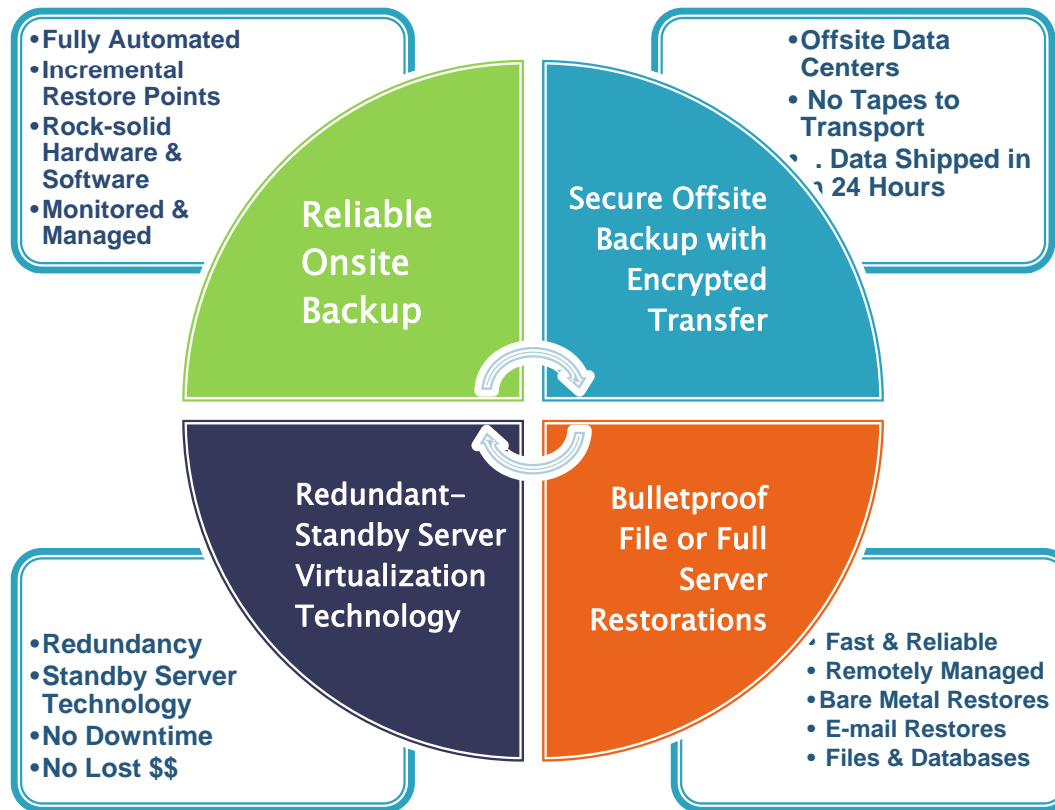 •Fully Automated
•Incremental
Restore Points
•Rock-solid
Hardware &
Software
•Monitored &
Managed
•Offsite Data
Centers
• No Tapes to
Transport
• . Data Shipped in
24 Hours
Reliable
Onsite
Backup
Secure Offsite
Backup with
Encrypted
Transfer
Redundant-
Standby Server
Virtualization
Technology
Bulletproof
File or Full
Server
Restorations
•Redundancy
•Standby Server
Technology
•No Downtime
•No Lost $$
• Fast & Reliable
• Remotely Managed
•Bare Metal Restores
• E-mail Restores
• Files & Databases